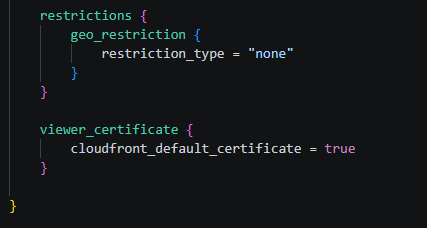 restrictions {
geo_restriction {
restriction_type = "none"
}
}
viewer_certificate {
cloudfront_default_certificate = true
}
}